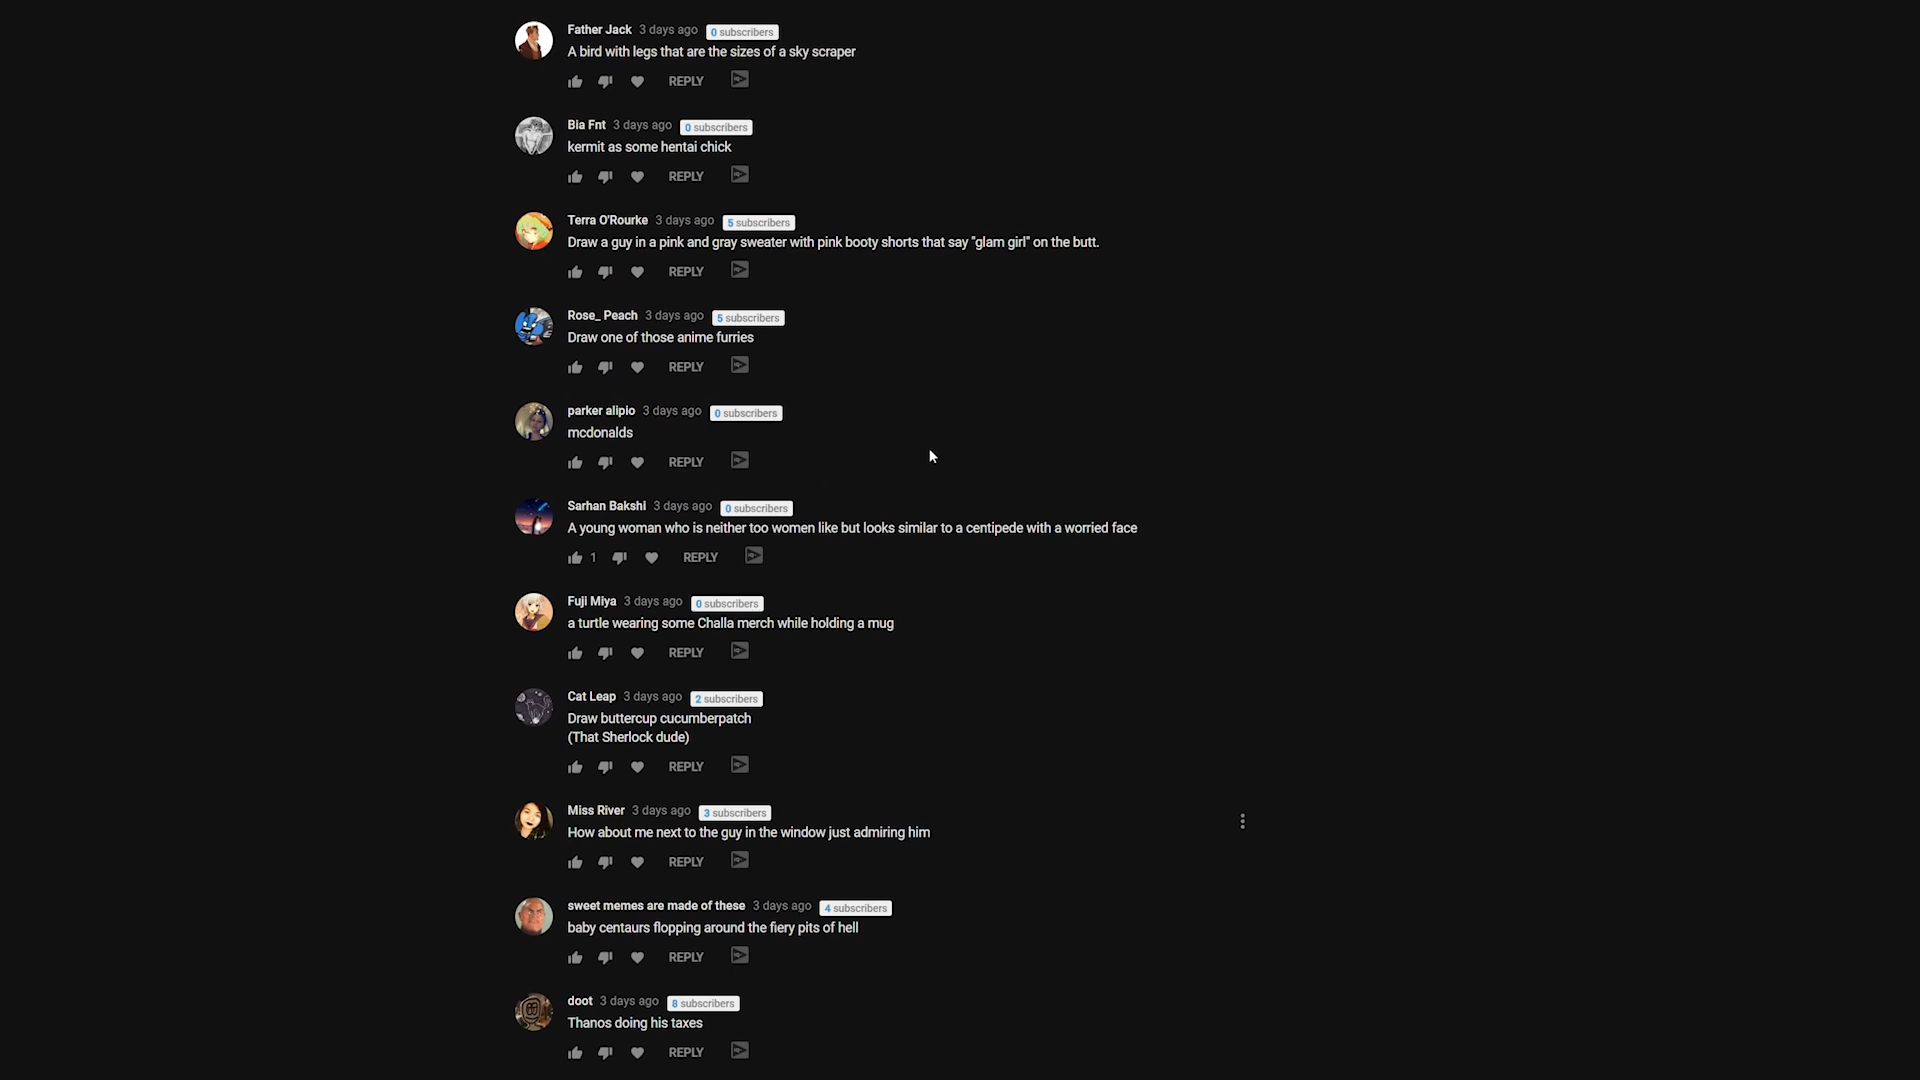 Father Jack 3 days ago 0 subscribers
A bird with legs that are the sizes of a sky scraper
REPLY
Bia Fnt 3 days ago 0 subscribers
kermit as some hentai chick
REPLY
Terra O'Rourke 3 days ago 5 subscribers
Draw a guy in a pink and gray sweater with pink booty shorts that say "glam girl" on the butt.
REPLY
Rose_ Peach 3 days ago 5 subscribers
Draw one of those anime furries
REPLY
parker alipio 3 days ago 0 subscribers
mcdonalds
REPLY
Sarhan Bakshi 3 days ago 0 subscribers
A young woman who is neither too women like but looks similar to a centipede with a worried face
1 REPLY
Fuji Miya 3 days ago 0 subscribers
a turtle wearing some Challa merch while holding a mug
REPLY
Cat Leap 3 days ago 2 subscribers
Draw buttercup cucumberpatch
(That Sherlock dude)
REPLY
Miss River 3 days ago 3 subscribers
How about me next to the guy in the window just admiring him
REPLY
sweet memes are made of these 3 days ago 4 subscribers
baby centaurs flopping around the fiery pits of hell
REPLY
doot 3 days ago 8 subscribers
Thanos doing his taxes
REPLY